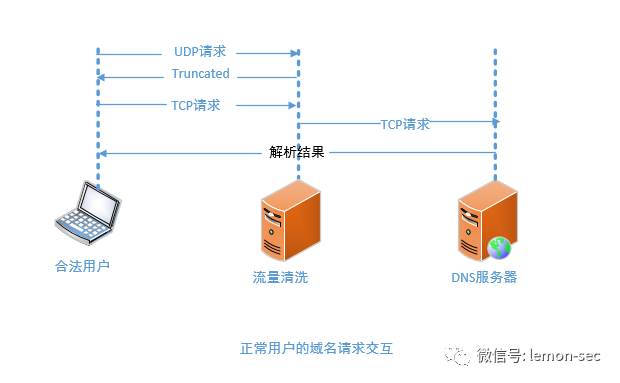 UDP请求
Truncated
TCP请求
TCP请求
解析结果
合法用户
流量清洗
DNS服务器
正常用户的域名请求交互
微信号: lemon-sec